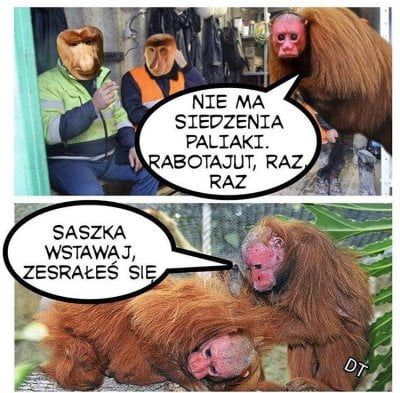 NIE MA
SIEDZENIA
PALIAKI.
RABOTAJUT, RAZ,
RAZ
SASZKA
WSTAWAJ,
ZESRAŁEŚ SIĘ
DT